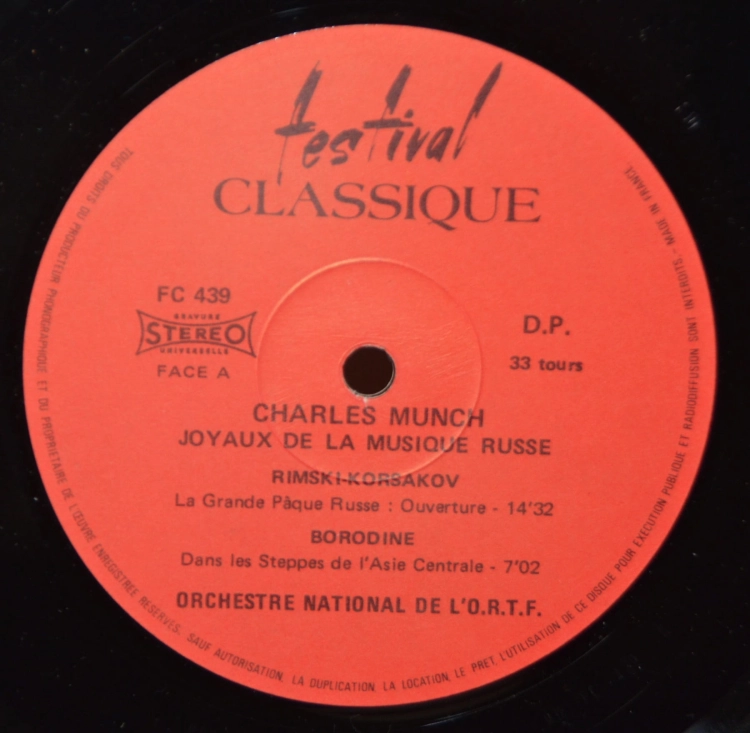 festival
CLASSIQUE
FC 439
GRAVURE
STEREO
UNIVERSELLE
FACE A
D.P.
33 tours
CHARLES MUNCH
JOYAUX DE LA MUSIQUE RUSSE
RIMSKI-KORSAKOV
La Grande Pâque Russe : Ouverture - 14'32
BORODINE
Dans les Steppes de l'Asie Centrale - 7'02
ORCHESTRE NATIONAL DE L'O.R.T.F.
TOUS DROITS DU PRODUCTEUR PHONOGRAPHIQUE ET DU PROPRIETAIRE DE L'ŒUVRE ENREGISTREE RESERVES. SAUF AUTORISATION, LA DUPLICATION, LA LOCATION, LE PRET, L'UTILISATION DE CE DISQUE POUR EXECUTION PUBLIQUE ET RADIODIFFUSION SONT INTERDITS. - MADE IN FRANCE.